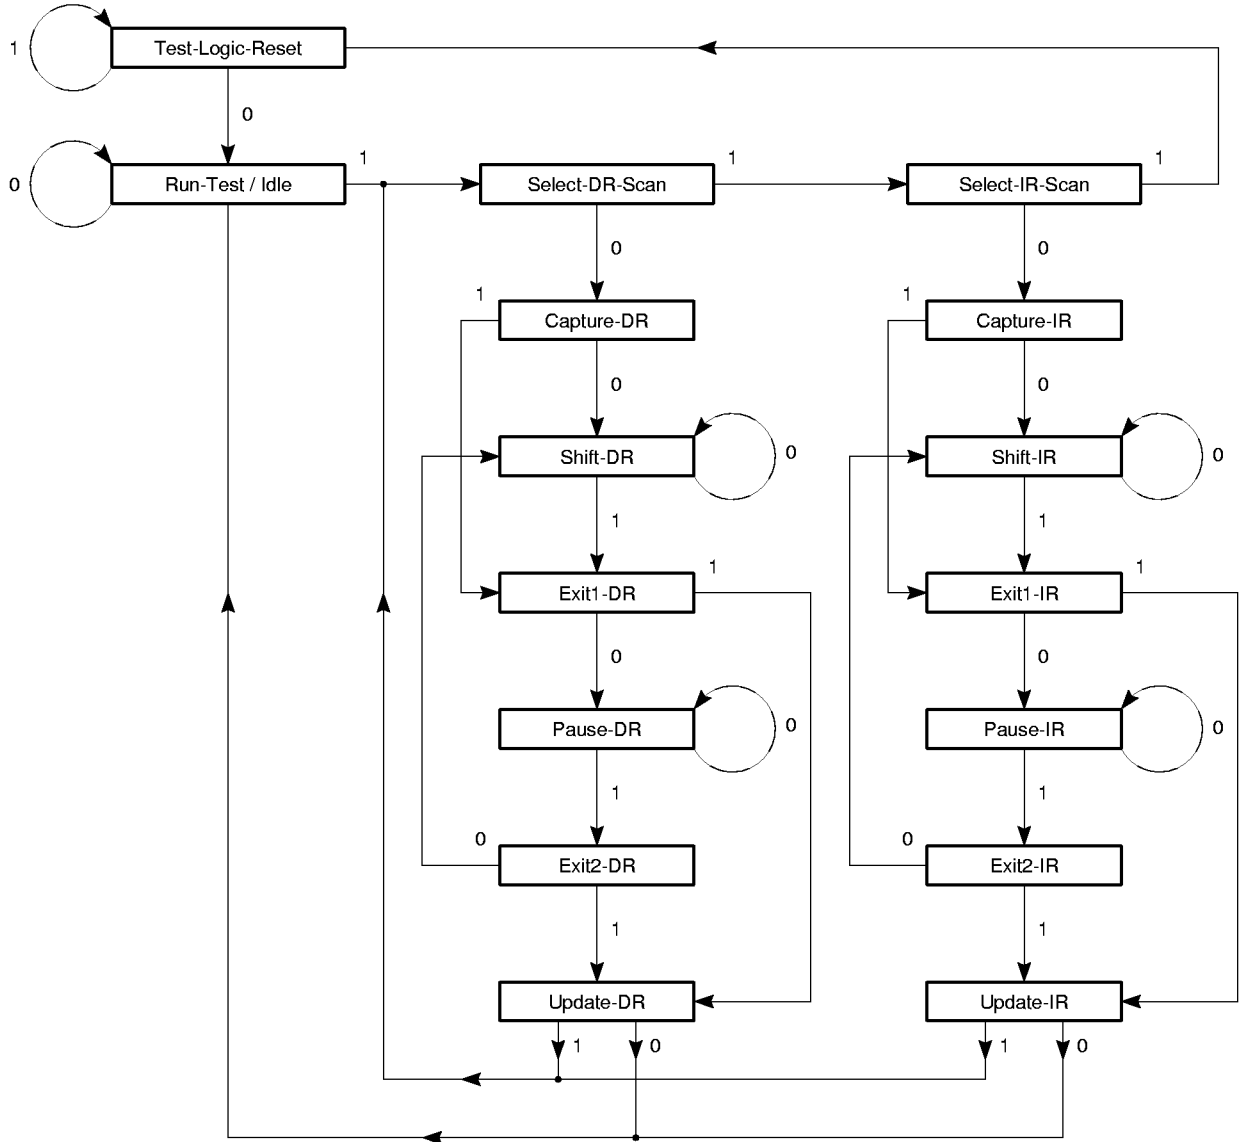 1
Test-Logic-Reset
0
0
Run-Test / Idle
1
Select-DR-Scan
1
Select-IR-Scan
1
0
0
1
Capture-DR
1
Capture-IR
0
0
Shift-DR
0
Shift-IR
0
1
1
Exit1-DR
1
Exit1-IR
1
0
0
Pause-DR
0
Pause-IR
0
1
1
0
Exit2-DR
0
Exit2-IR
1
1
Update-DR
Update-IR
1
0
1
0